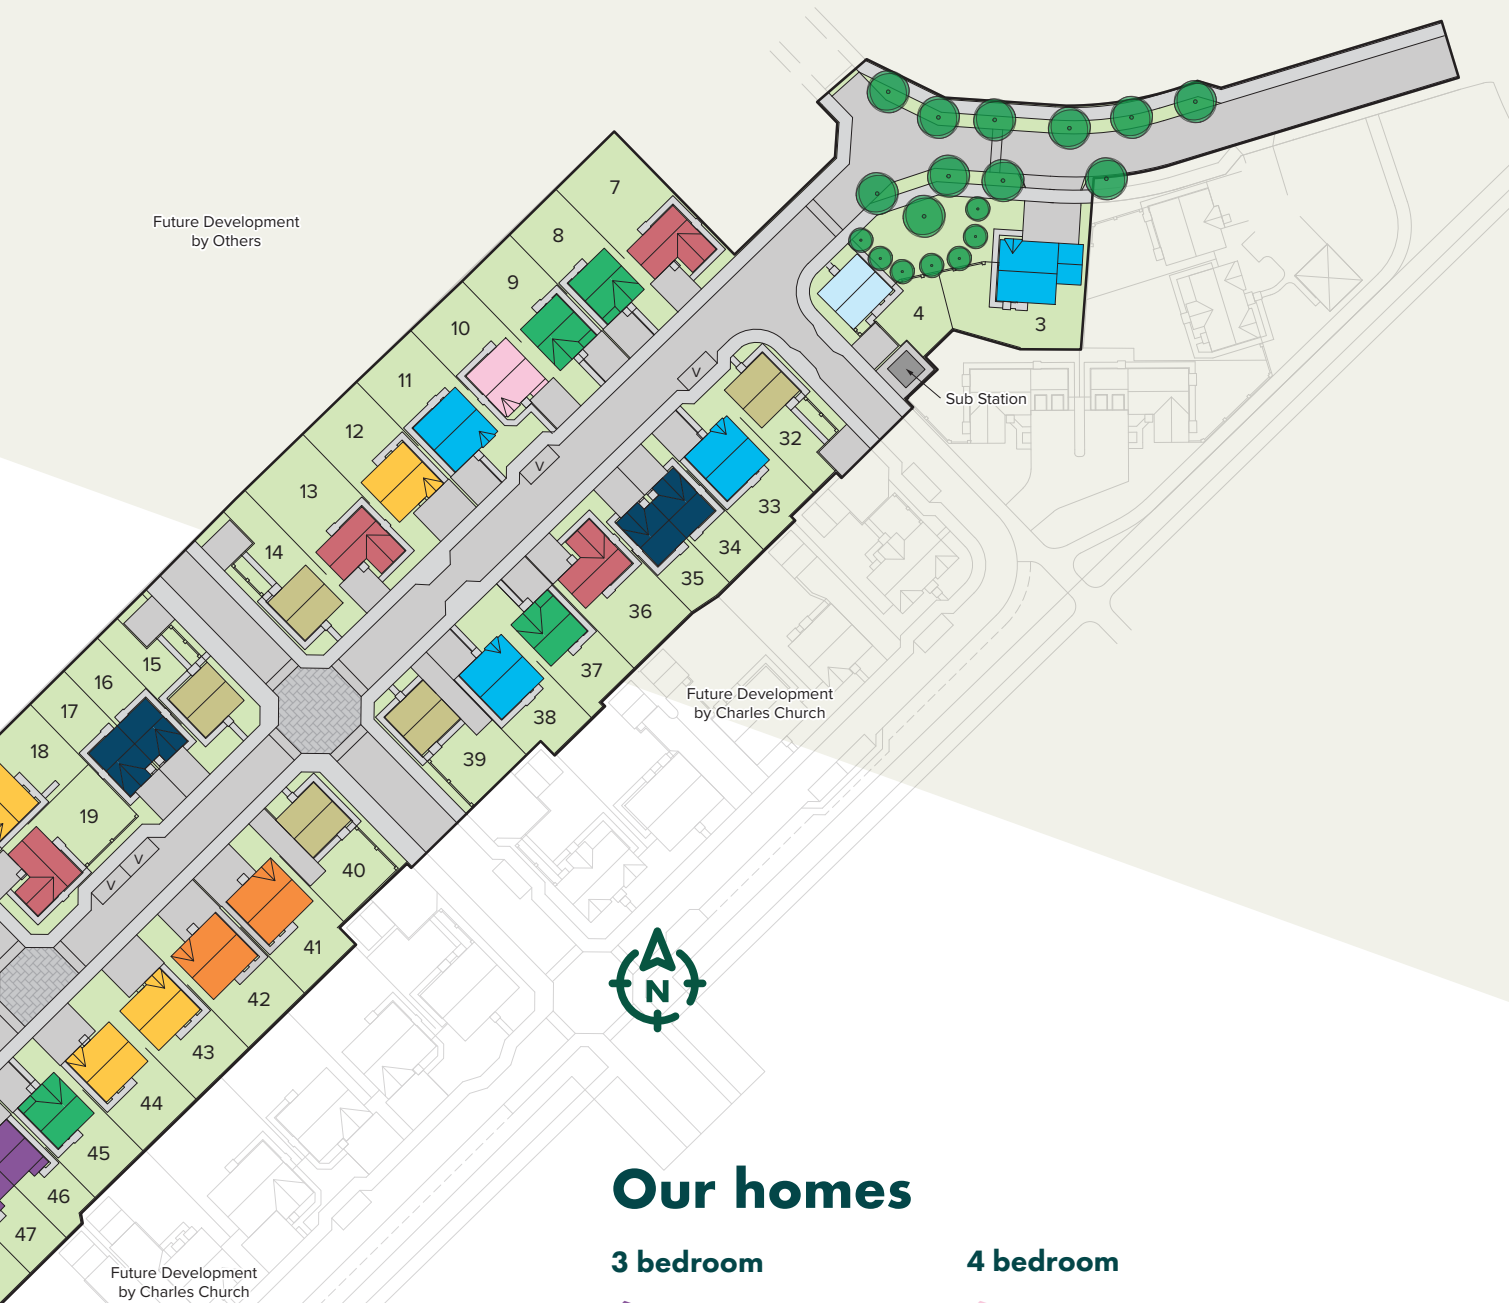 Future Development
by Others
7
8
9
10
11
12
13
14
15
16
17
18
19
3
4
Sub Station
V
V
32
33
34
35
36
37
38
39
Future Development
by Charles Church
V
V
40
41
42
43
44
45
46
47
N
Future Development
by Charles Church
Our homes
3 bedroom
4 bedroom